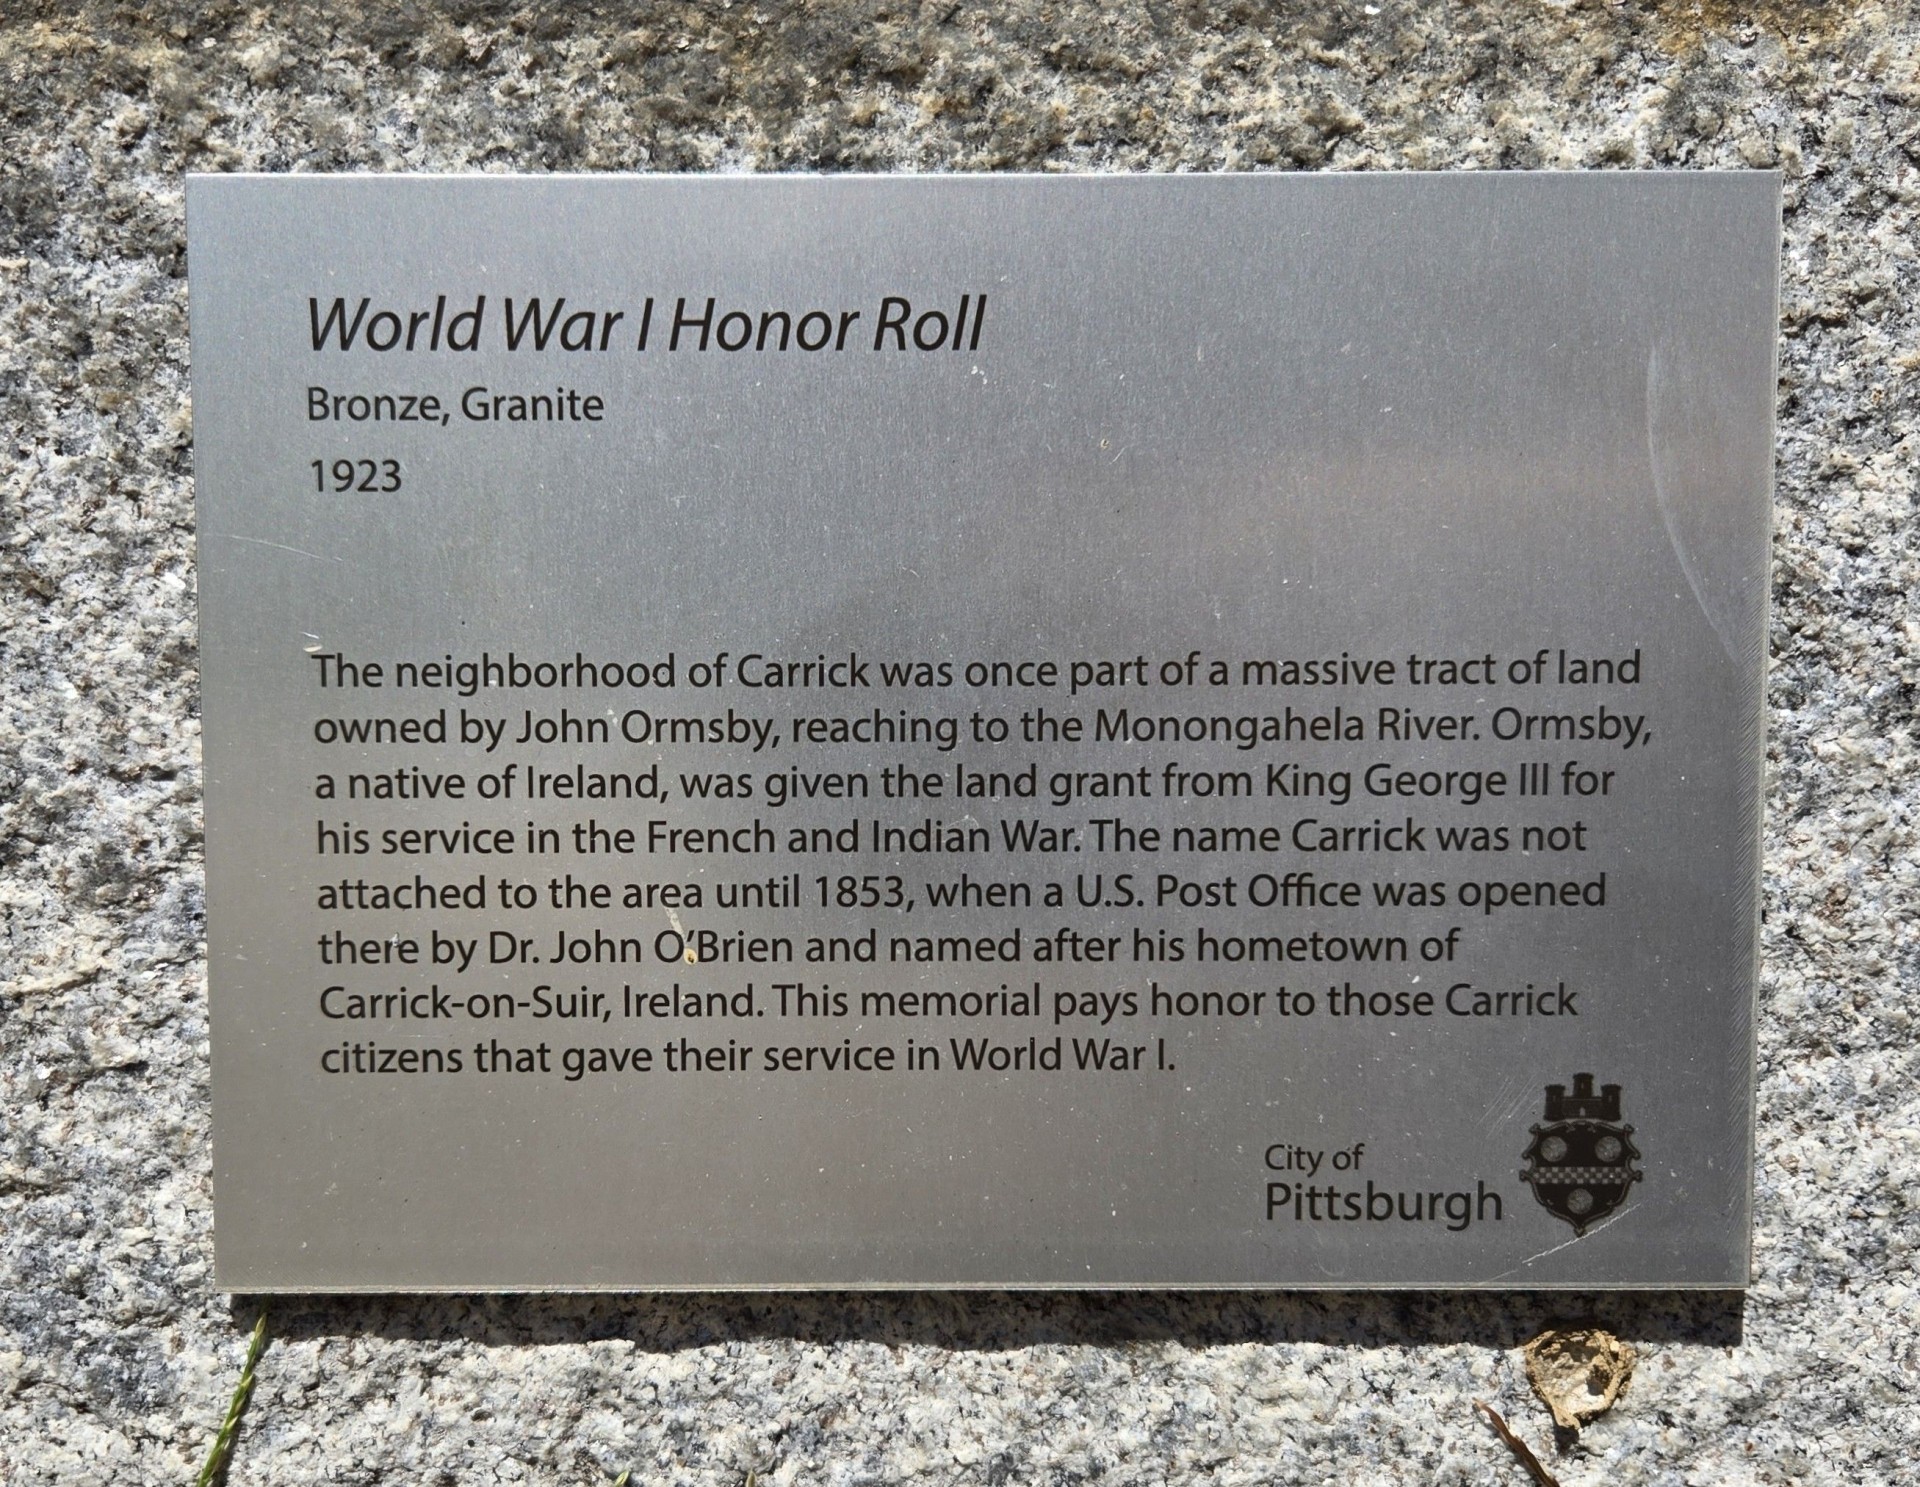 World War I Honor Roll
Bronze, Granite
1923
The neighborhood of Carrick was once part of a massive tract of land
owned by John Ormsby, reaching to the Monongahela River. Ormsby,
a native of Ireland, was given the land grant from King George III for
his service in the French and Indian War. The name Carrick was not
attached to the area until 1853, when a U.S. Post Office was opened
there by Dr. John O'Brien and named after his hometown of
Carrick-on-Suir, Ireland. This memorial pays honor to those Carrick
citizens that gave their service in World War I.
City of
Pittsburgh